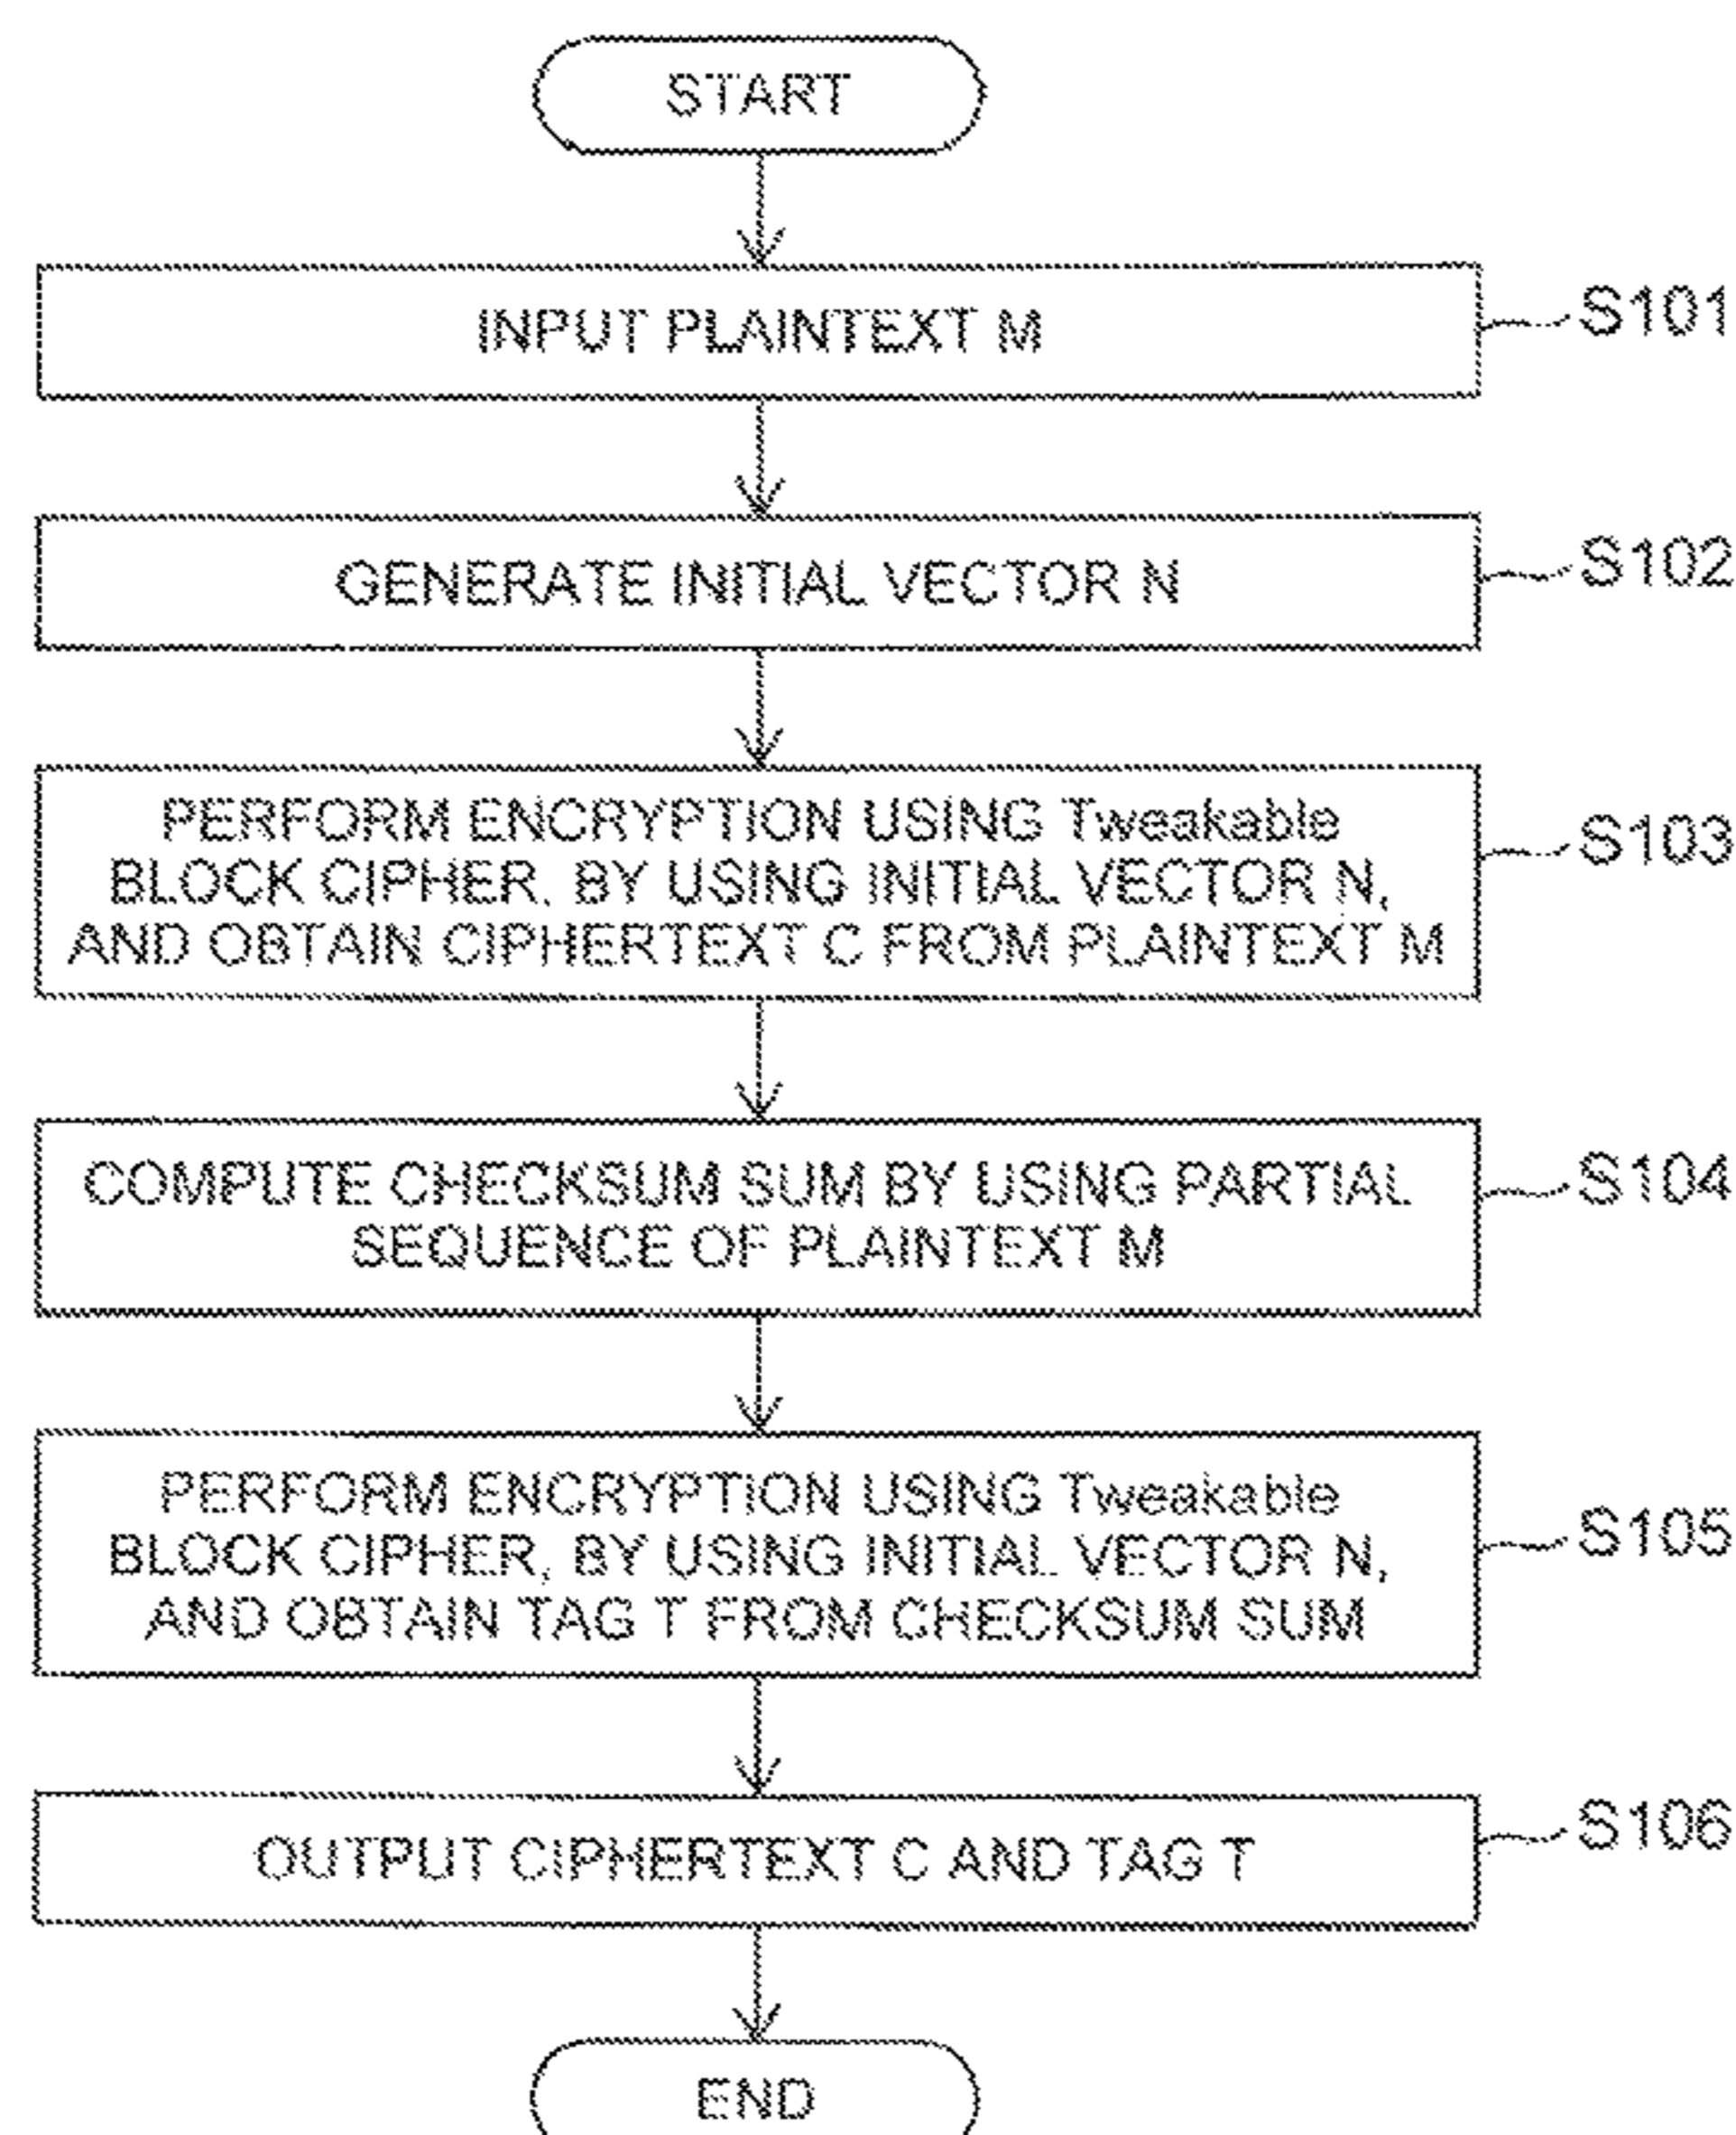 START
INPUT PLAINTEXT M
S101
GENERATE INITIAL VECTOR N
S102
PERFORM ENCRYPTION USING Tweakable
BLOCK CIPHER, BY USING INITIAL VECTOR N,
AND OBTAIN CIPHERTEXT C FROM PLAINTEXT M
S103
COMPUTE CHECKSUM SUM BY USING PARTIAL
SEQUENCE OF PLAINTEXT M
S104
PERFORM ENCRYPTION USING Tweakable
BLOCK CIPHER, BY USING INITIAL VECTOR N,
AND OBTAIN TAG T FROM CHECKSUM SUM
S105
OUTPUT CIPHERTEXT C AND TAG T
S106
END